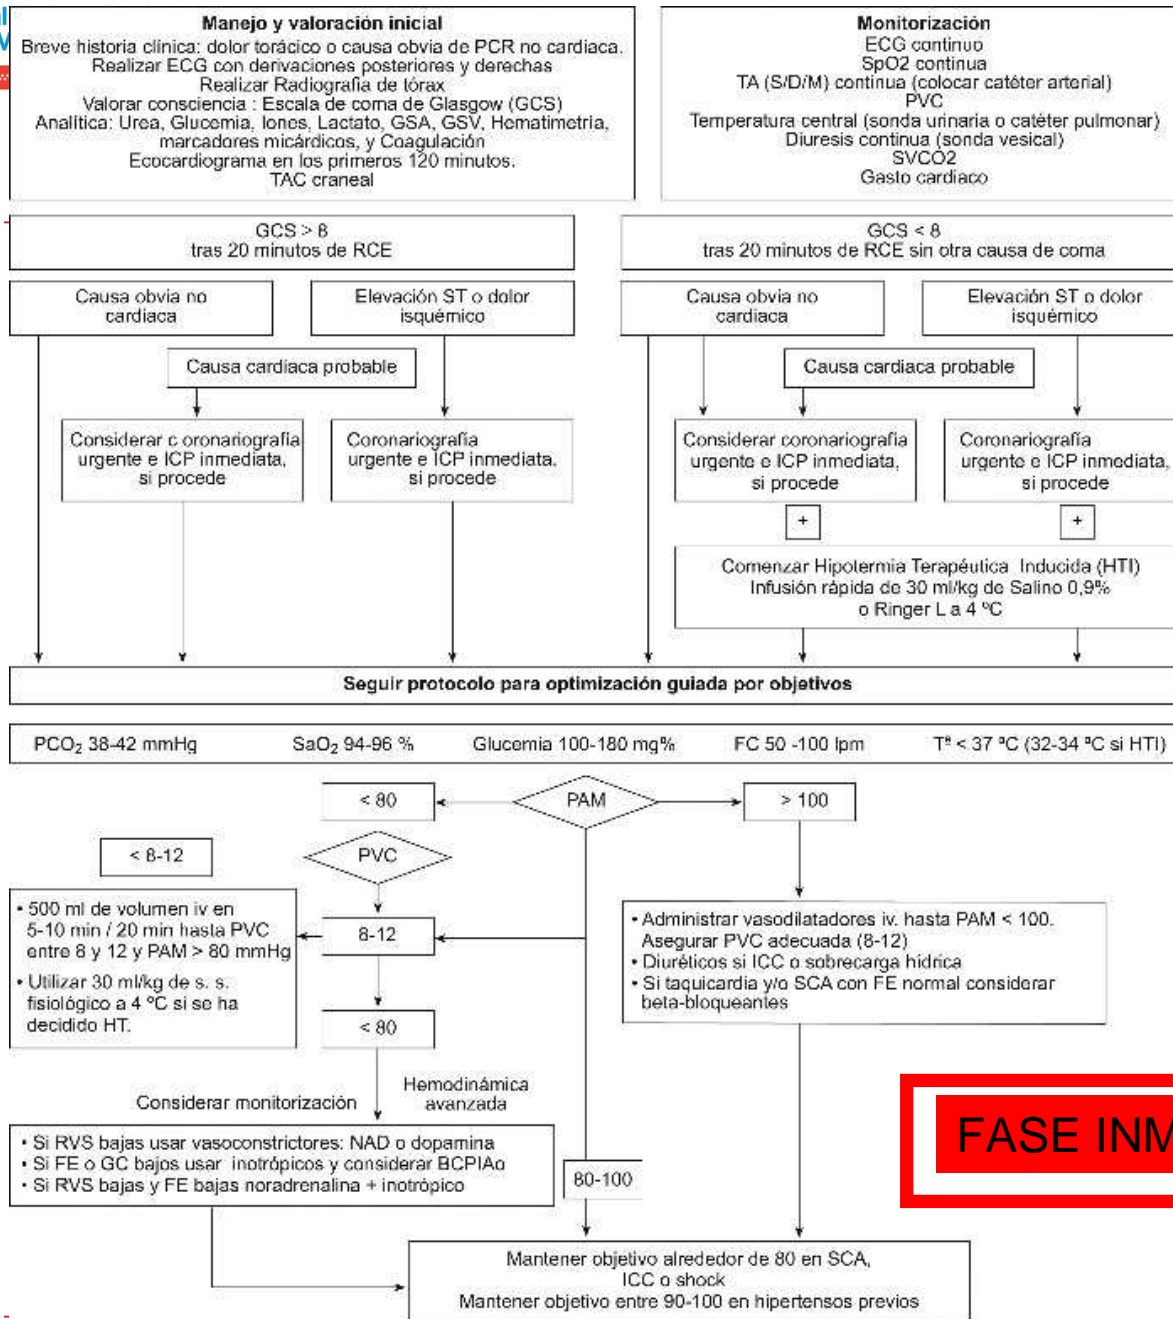 Manejo y valoración inicial
Breve historia clínica: dolor torácico o causa obvia de PCR no cardiaca.
Realizar ECG con derivaciones posteriores y derechas
Realizar Radiografia de tórax
Valorar consciencia : Escala de coma de Glasgow (GCS)
Analítica: Urea, Glucemia, Iones, Lactato, GSA, GSV, Hematimetría,
marcadores micárdicos, y Coagulación
Ecocardiograma en los primeros 120 minutos.
TAC craneal
Monitorización
ECG continuo
SpO2 continua
TA (S/D/M) continua (colocar catéter arterial)
PVC
Temperatura central (sonda urinaria o catéter pulmonar)
Diuresis continua (sonda vesical)
SVCO2
Gasto cardiaco
GCS > 8
tras 20 minutos de RCE
GCS < 8
tras 20 minutos de RCE sin otra causa de coma
Causa obvia no
cardiaca
Elevación ST o dolor
isquémico
Causa obvia no
cardiaca
Elevación ST o dolor
isquémico
Causa cardiaca probable
Causa cardiaca probable
Considerar c oronariografía
urgente e ICP inmediata,
si procede
Coronariografía
urgente e ICP inmediata.
si procede
Considerar coronariografía
urgente e ICP inmediata,
si procede
Coronariografía
urgente e ICP inmediata,
si procede
+
+
Comenzar Hipotermia Terapéutica Inducida (HTI)
Infusión rápida de 30 ml/kg de Salino 0,9%
o Ringer L a 4 ºC
Seguir protocolo para optimización guiada por objetivos
PCO₂ 38-42 mmHg
SaO₂ 94-96 %
Glucemia 100-180 mg%
FC 50 -100 lpm
Tª < 37 ºC (32-34 ºC si HTI)
< 80
PAM
> 100
< 8-12
PVC
• 500 ml de volumen iv en
5-10 min / 20 min hasta PVC
entre 8 y 12 y PAM > 80 mmHg
• Utilizar 30 ml/kg de s. s.
fisiológico a 4 ºC si se ha
decidido HT.
8-12
< 80
• Administrar vasodilatadores iv. hasta PAM < 100.
Asegurar PVC adecuada (8-12)
• Diuréticos si ICC o sobrecarga hídrica
• Si taquicardia y/o SCA con FE normal considerar
beta-bloqueantes
Considerar monitorización
Hemodinámica
avanzada
• Si RVS bajas usar vasoconstrictores: NAD o dopamina
• Si FE o GC bajos usar inotrópicos y considerar BCPIAo
• Si RVS bajas y FE bajas noradrenalina + inotrópico
80-100
FASE INM
Mantener objetivo alrededor de 80 en SCA,
ICC o shock
Mantener objetivo entre 90-100 en hipertensos previos